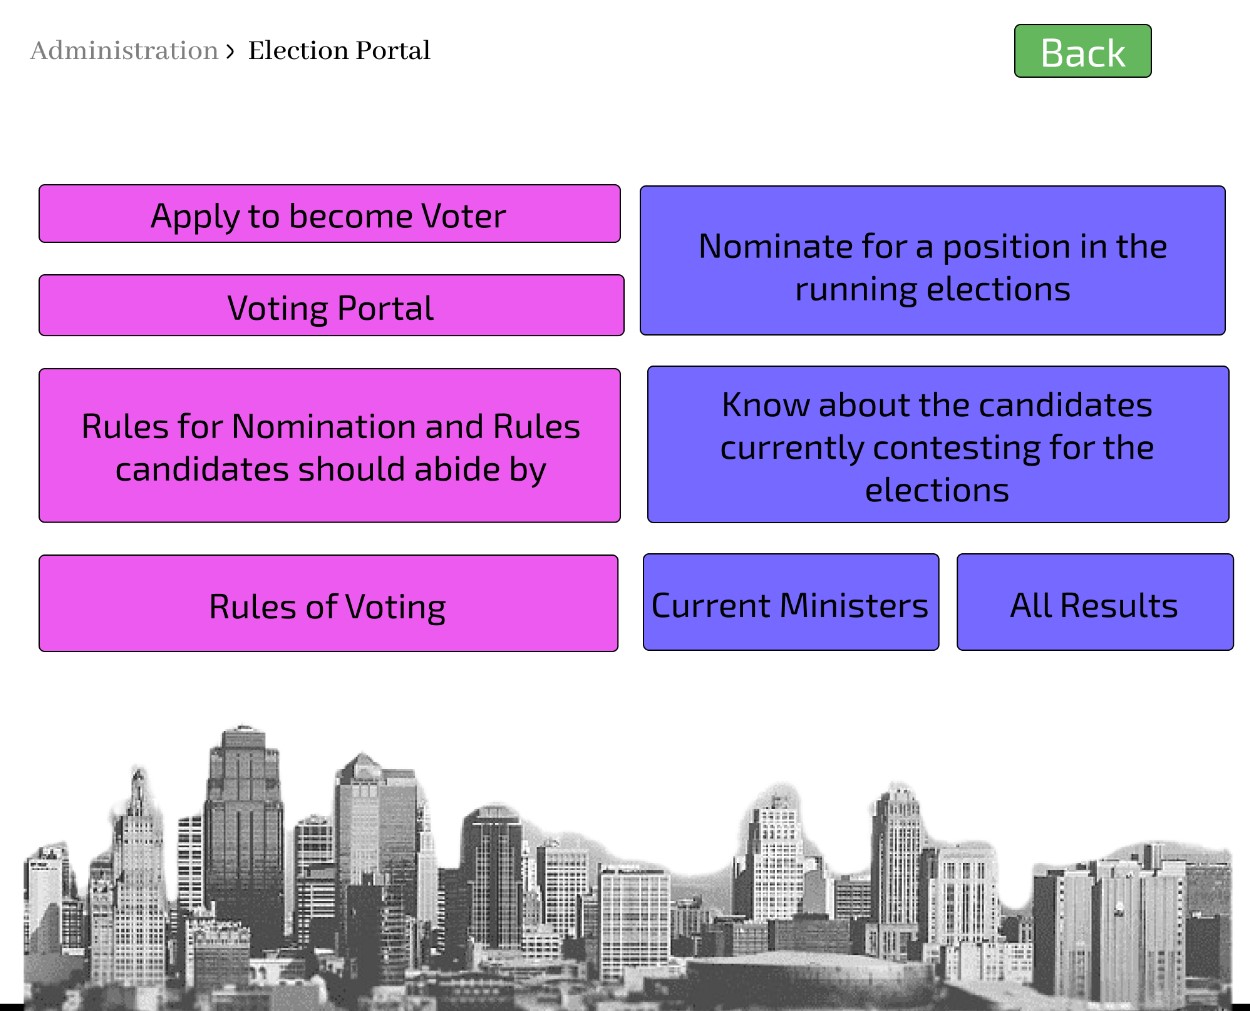 Administration › Election Portal
Back
Apply to become Voter
Voting Portal
Rules for Nomination and Rules
candidates should abide by
Rules of Voting
Nominate for a position in the
running elections
Know about the candidates
currently contesting for the
elections
Current Ministers
All Results